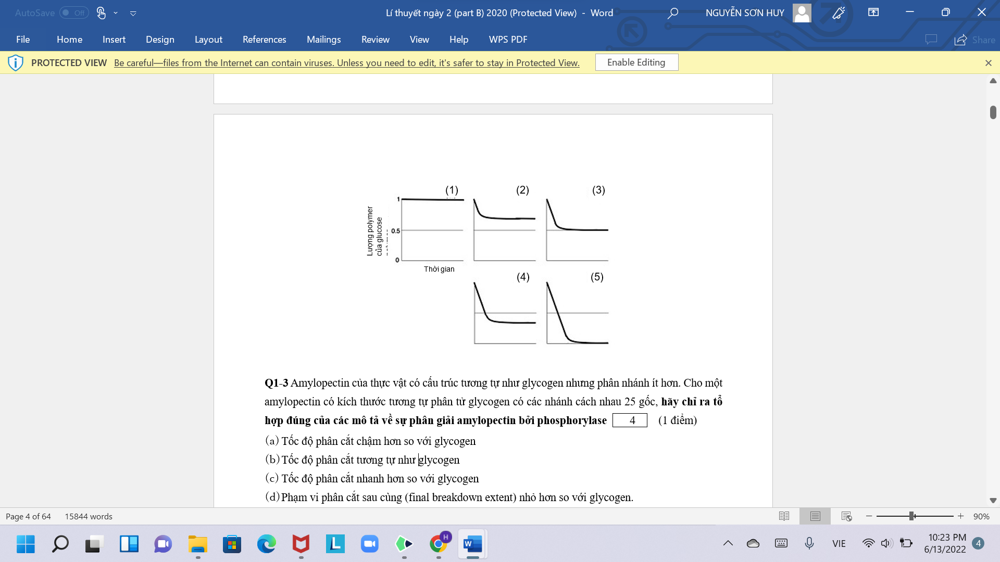 AutoSave Off
Lí thuyết ngày 2 (part B) 2020 (Protected View) - Word
NGUYỄN SƠN HUY
File Home Insert Design Layout References Mailings Review View Help WPS PDF
Share
PROTECTED VIEW Be careful—files from the Internet can contain viruses. Unless you need to edit, it's safer to stay in Protected View. Enable Editing
(1) (2) (3)
1
0.5
0
Lượng polymer
của glucose
Thời gian
(4) (5)
Q1-3 Amylopectin của thực vật có cấu trúc tương tự như glycogen nhưng phân nhánh ít hơn. Cho một
amylopectin có kích thước tương tự phân tử glycogen có các nhánh cách nhau 25 gốc, hãy chỉ ra tổ
hợp đúng của các mô tả về sự phân giải amylopectin bởi phosphorylase 4 (1 điểm)
(a) Tốc độ phân cắt chậm hơn so với glycogen
(b) Tốc độ phân cắt tương tự như glycogen
(c) Tốc độ phân cắt nhanh hơn so với glycogen
(d) Phạm vi phân cắt sau cùng (final breakdown extent) nhỏ hơn so với glycogen.
Page 4 of 64 15844 words
90%
H
L
W
VIE
10:23 PM
6/13/2022
4